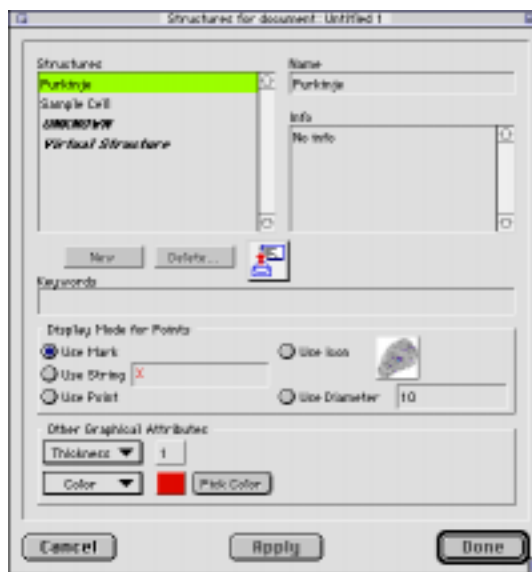 Structures for document: Untitled 1
Structures
Purkinje
Sample Cell
UNKNOWN
Virtual Structure
Name
Purkinje
Info
No info
New
Delete...
Keywords
Display Mode for Points
Use Mark
Use Icon
Use String
X
Use Point
Use Diameter
10
Other Graphical Attributes
Thickness
1
Color
Pick Color
Cancel
Apply
Done